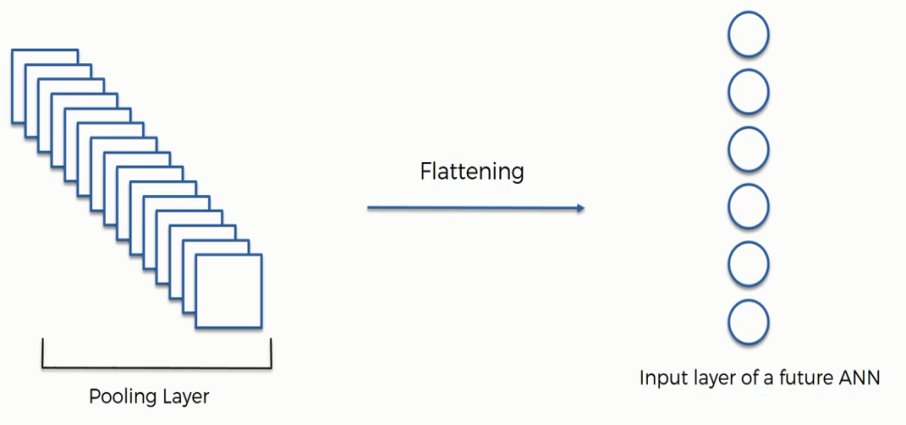 Flattening
Pooling Layer
Input layer of a future ANN